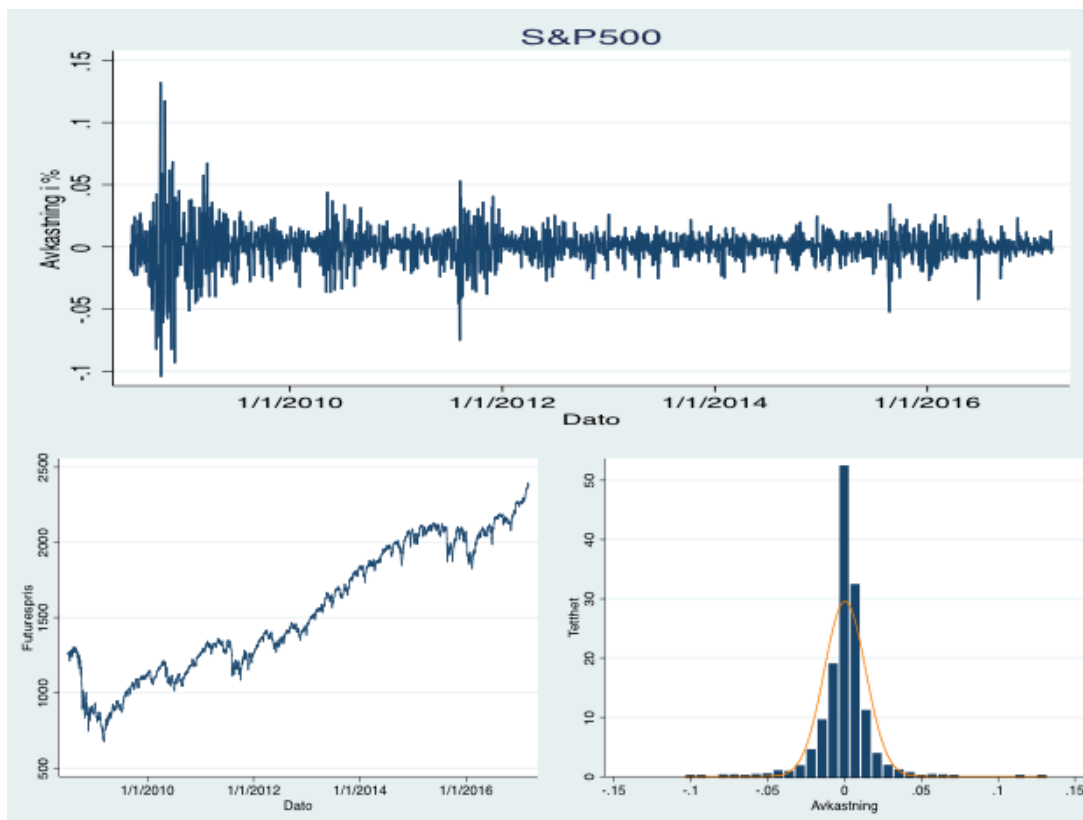 S&P500
.15
.1
.05
0
-.05
-.1
Avkastning i %
1/1/2010 1/1/2012 1/1/2014 1/1/2016
Dato
2500
2000
1500
1000
500
Futurespris
1/1/2010 1/1/2012 1/1/2014 1/1/2016
Dato
50
40
30
20
10
0
Tetthet
-.15 -.1 -.05 0 .05 .1 .15
Avkastning